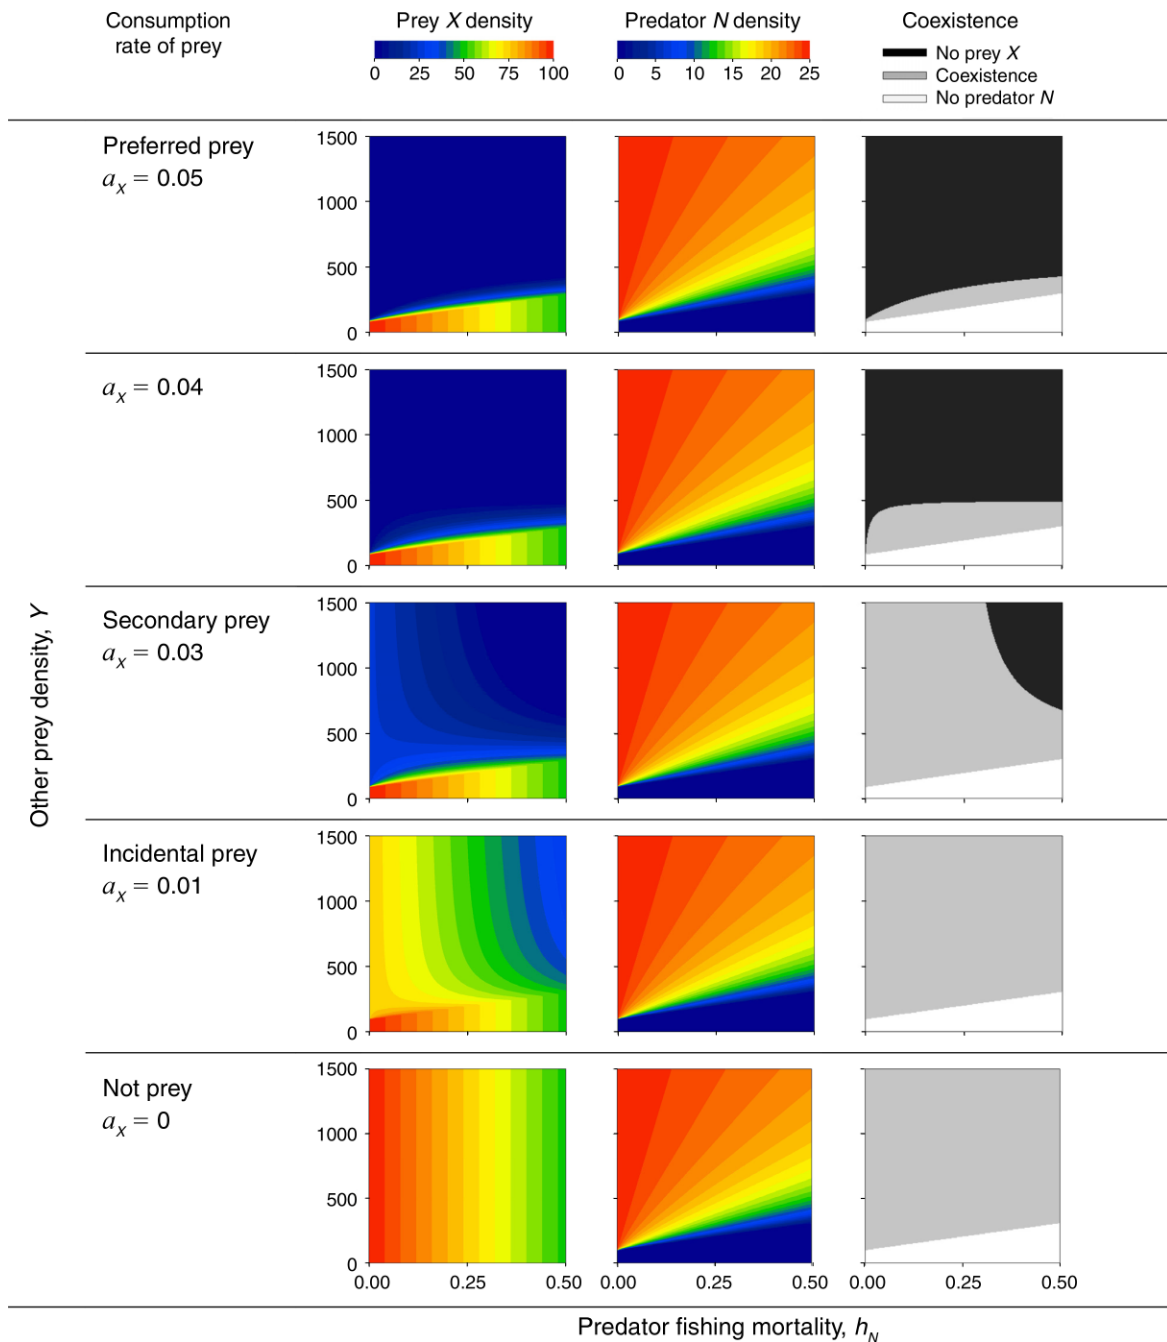 Consumption
rate of prey
Prey X density
0 25 50 75 100
Predator N density
0 5 10 15 20 25
Coexistence
No prey X
Coexistence
No predator N
Other prey density, Y
Preferred prey
aX = 0.05
1500
1000
500
0
aX = 0.04
1500
1000
500
0
Secondary prey
aX = 0.03
1500
1000
500
0
Incidental prey
aX = 0.01
1500
1000
500
0
Not prey
aX = 0
1500
1000
500
0
0.00 0.25 0.50 0.00 0.25 0.50 0.00 0.25 0.50
Predator fishing mortality, hN